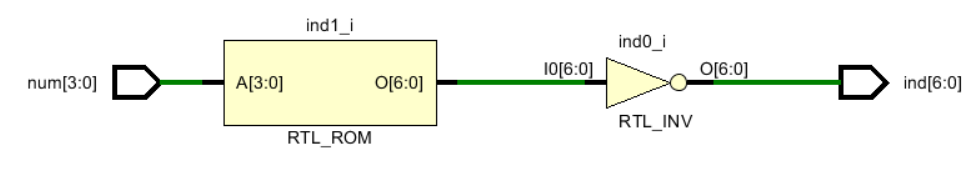 ind1_i
ind0_i
num[3:0]
A[3:0]
O[6:0]
I0[6:0]
O[6:0]
ind[6:0]
RTL_ROM
RTL_INV